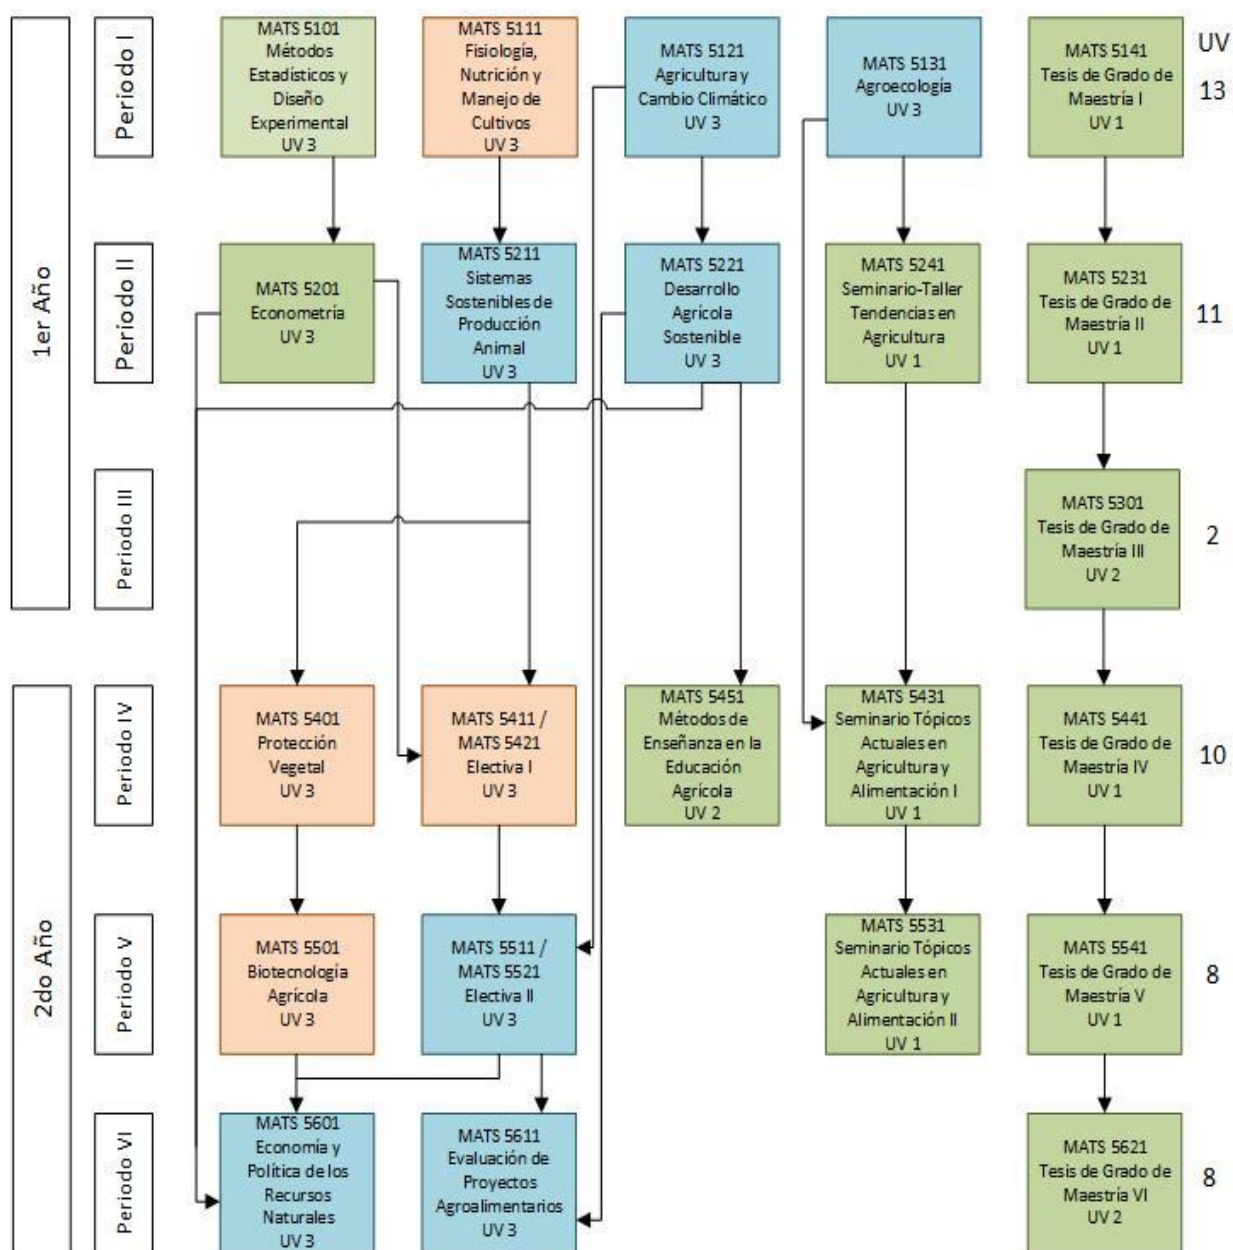 1er Año
Periodo I
MATS 5101
Métodos
Estadísticos y
Diseño
Experimental
UV 3
MATS 5111
Fisiología,
Nutrición y
Manejo de
Cultivos
UV 3
MATS 5121
Agricultura y
Cambio Climático
UV 3
MATS 5131
Agroecología
UV 3
MATS 5141
Tesis de Grado de
Maestría I
UV 1
UV
13
Periodo II
MATS 5201
Econometría
UV 3
MATS 5211
Sistemas
Sostenibles de
Producción
Animal
UV 3
MATS 5221
Desarrollo
Agrícola
Sostenible
UV 3
MATS 5241
Seminario-Taller
Tendencias en
Agricultura
UV 1
MATS 5231
Tesis de Grado de
Maestría II
UV 1
11
Periodo III
MATS 5301
Tesis de Grado de
Maestría III
UV 2
2
2do Año
Periodo IV
MATS 5401
Protección
Vegetal
UV 3
MATS 5411 /
MATS 5421
Electiva I
UV 3
MATS 5451
Métodos de
Enseñanza en la
Educación
Agrícola
UV 2
MATS 5431
Seminario Tópicos
Actuales en
Agricultura y
Alimentación I
UV 1
MATS 5441
Tesis de Grado de
Maestría IV
UV 1
10
Periodo V
MATS 5501
Biotecnología
Agrícola
UV 3
MATS 5511 /
MATS 5521
Electiva II
UV 3
MATS 5531
Seminario Tópicos
Actuales en
Agricultura y
Alimentación II
UV 1
MATS 5541
Tesis de Grado de
Maestría V
UV 1
8
Periodo VI
MATS 5601
Economía y
Política de los
Recursos
Naturales
UV 3
MATS 5611
Evaluación de
Proyectos
Agroalimentarios
UV 3
MATS 5621
Tesis de Grado de
Maestría VI
UV 2
8